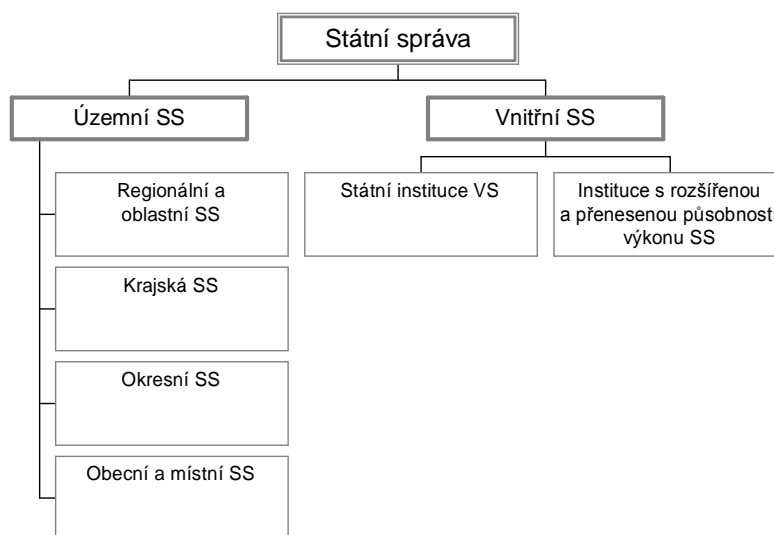 Státní správa
Územní SS
Vnitřní SS
Regionální a
oblastní SS
Krajská SS
Okresní SS
Obecní a místní SS
Státní instituce VS
Instituce s rozšířenou
a přenesenou působností
výkonu SS